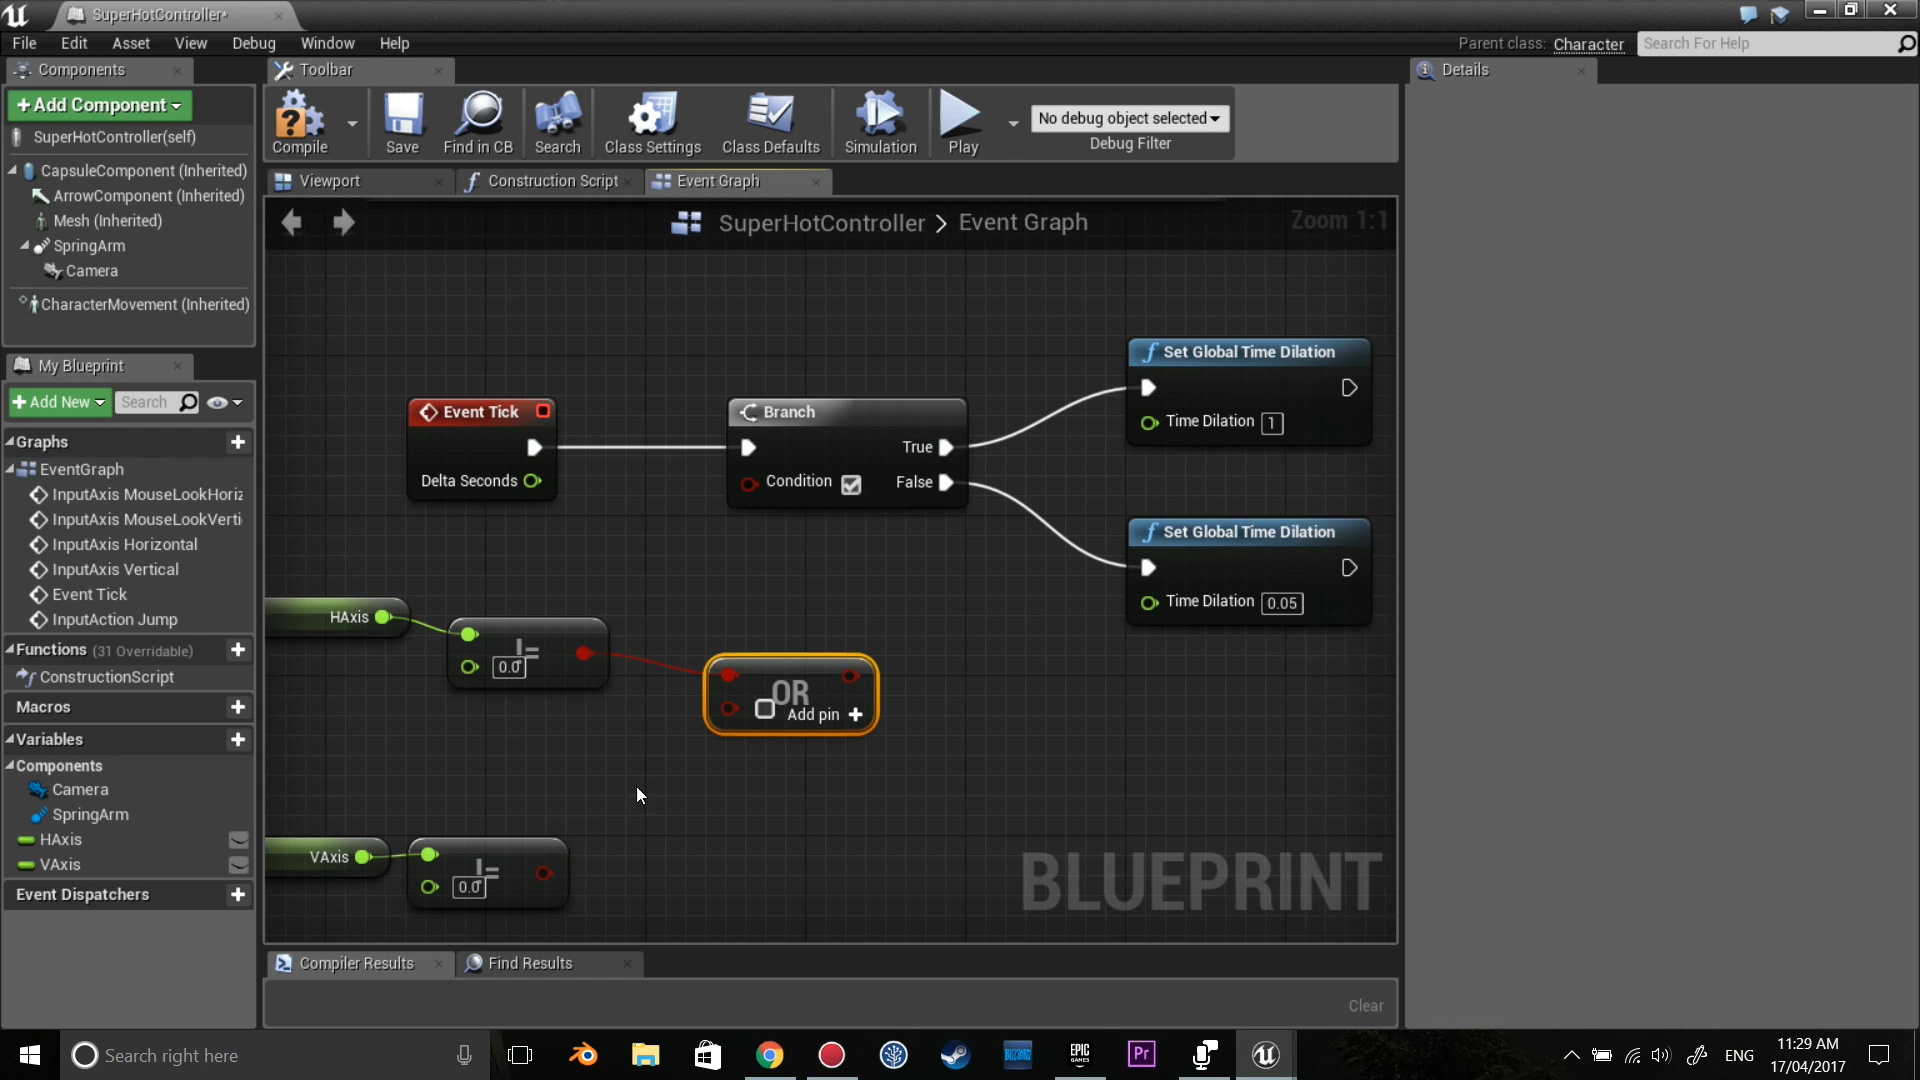 SuperHotController*
File Edit Asset View Debug Window Help
Parent class: Character
Search For Help
Components
+Add Component
SuperHotController(self)
CapsuleComponent (Inherited)
ArrowComponent (Inherited)
Mesh (Inherited)
SpringArm
Camera
CharacterMovement (Inherited)
My Blueprint
+Add New
Search
Graphs
EventGraph
InputAxis MouseLookHoriz
InputAxis MouseLookVerti
InputAxis Horizontal
InputAxis Vertical
Event Tick
InputAction Jump
Functions (31 Overridable)
ConstructionScript
Macros
Variables
Components
Camera
SpringArm
HAxis
VAxis
Event Dispatchers
Toolbar
Compile
Save
Find in CB
Search
Class Settings
Class Defaults
Simulation
Play
No debug object selected
Debug Filter
Viewport
Construction Script
Event Graph
SuperHotController > Event Graph
Zoom 1:1
Event Tick
Delta Seconds
Branch
True
Condition
False
Set Global Time Dilation
Time Dilation 1
Set Global Time Dilation
Time Dilation 0.05
HAxis
!=
0.0
OR
Add pin +
VAxis
!=
0.0
BLUEPRINT
Compiler Results
Find Results
Clear
Details
Search right here
BLIZZARD
EPIC
GAMES
Pr
ENG
11:29 AM
17/04/2017